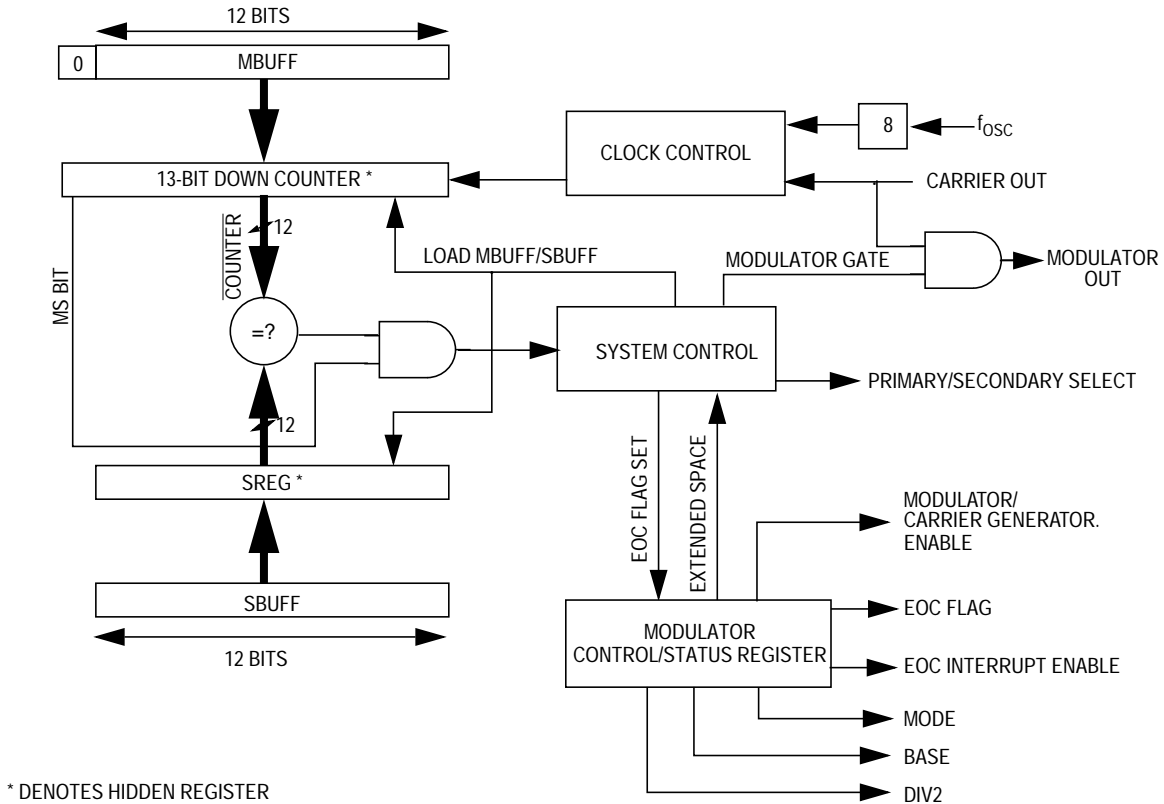 12 BITS
0
MBUFF
8
fOSC
CLOCK CONTROL
13-BIT DOWN COUNTER *
CARRIER OUT
12
COUNTER
LOAD MBUFF/SBUFF
MODULATOR GATE
MODULATOR
OUT
MS BIT
=?
SYSTEM CONTROL
PRIMARY/SECONDARY SELECT
12
SREG *
EOC FLAG SET
EXTENDED SPACE
MODULATOR/
CARRIER GENERATOR.
ENABLE
SBUFF
12 BITS
MODULATOR
CONTROL/STATUS REGISTER
EOC FLAG
EOC INTERRUPT ENABLE
MODE
BASE
DIV2
* DENOTES HIDDEN REGISTER